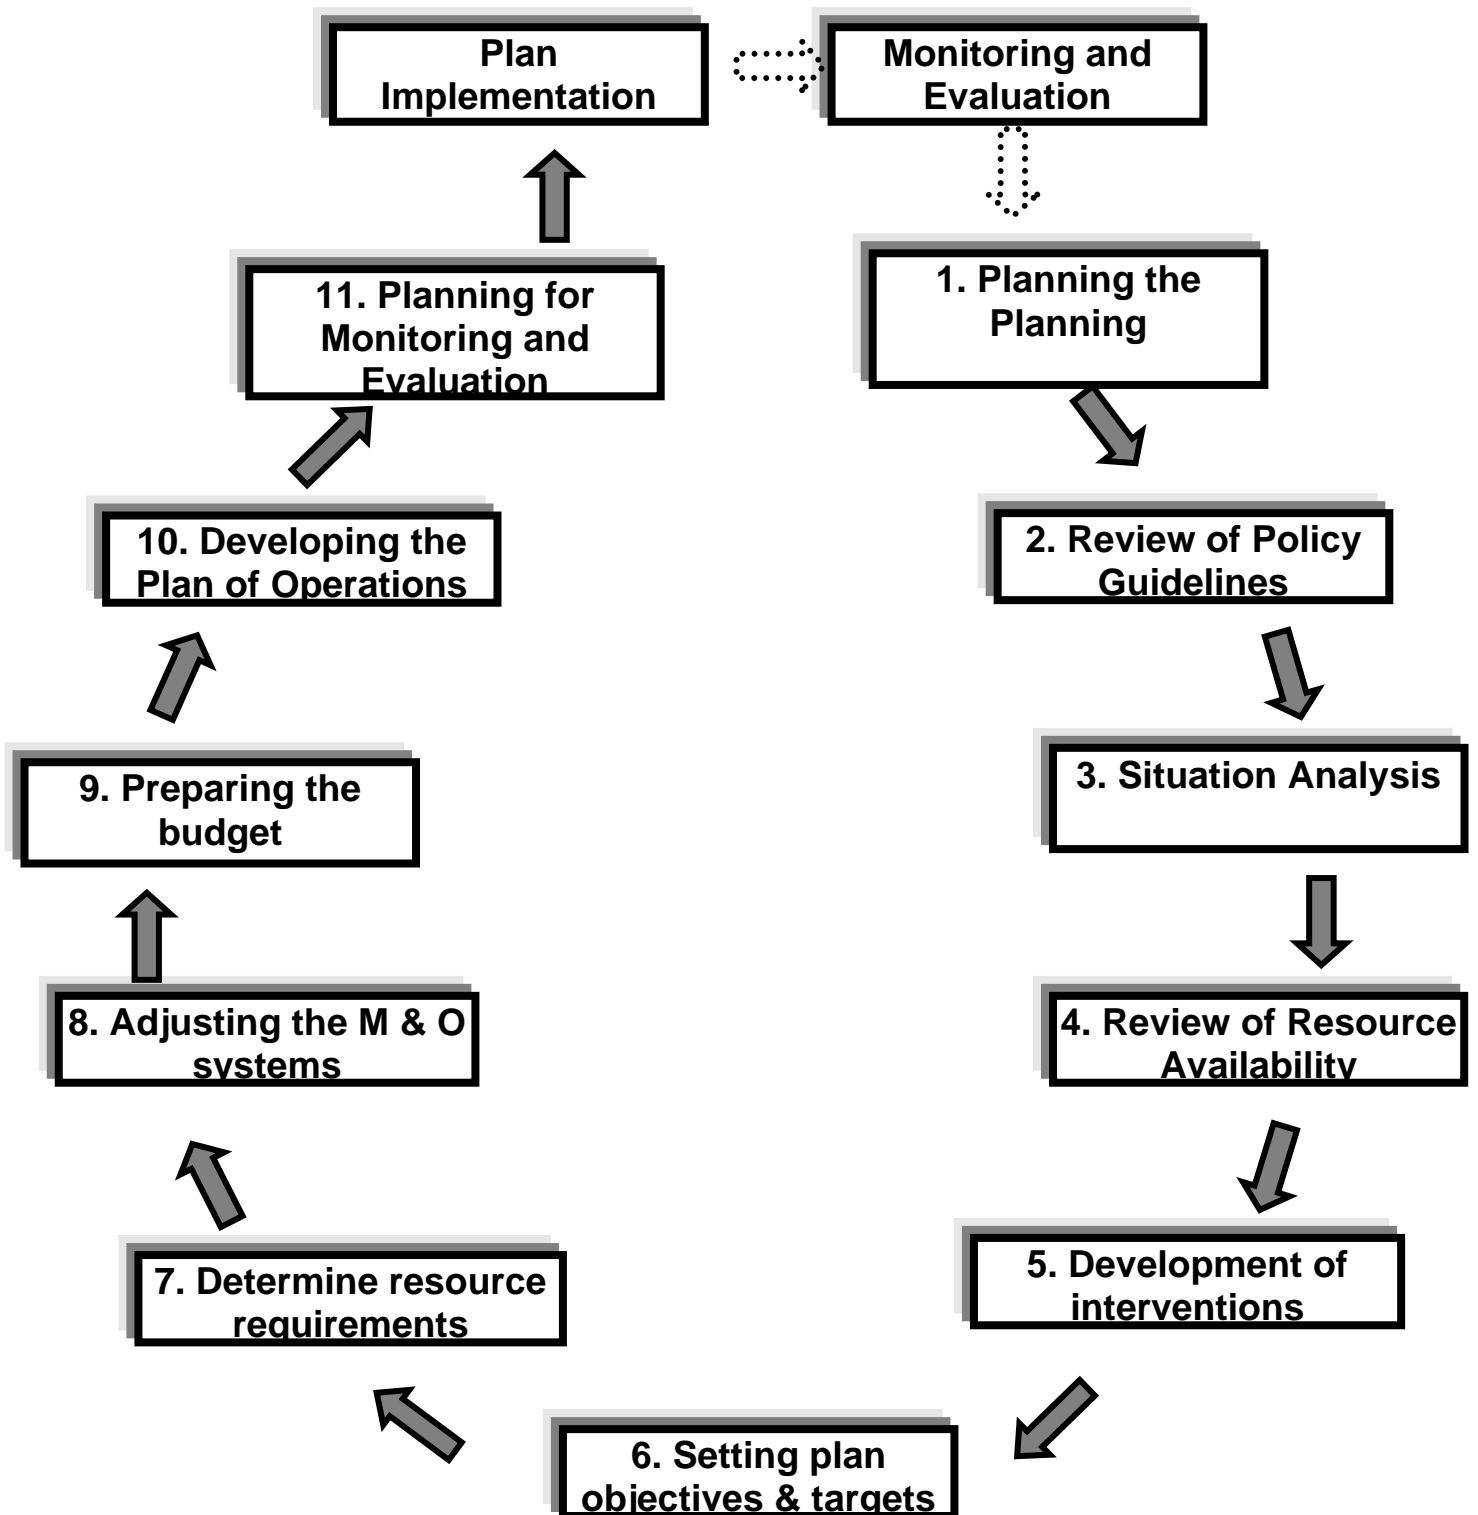 Plan
Implementation
Monitoring and
Evaluation
1. Planning the
Planning
2. Review of Policy
Guidelines
3. Situation Analysis
4. Review of Resource
Availability
5. Development of
interventions
6. Setting plan
objectives & targets
7. Determine resource
requirements
8. Adjusting the M & O
systems
9. Preparing the
budget
10. Developing the
Plan of Operations
11. Planning for
Monitoring and
Evaluation